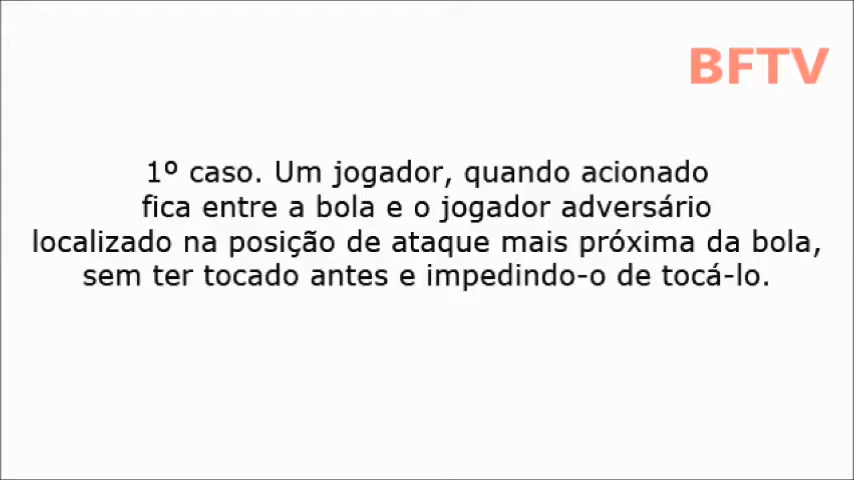 BFTV
1º caso. Um jogador, quando acionado
fica entre a bola e o jogador adversário
localizado na posição de ataque mais próxima da bola,
sem ter tocado antes e impedindo-o de tocá-lo.